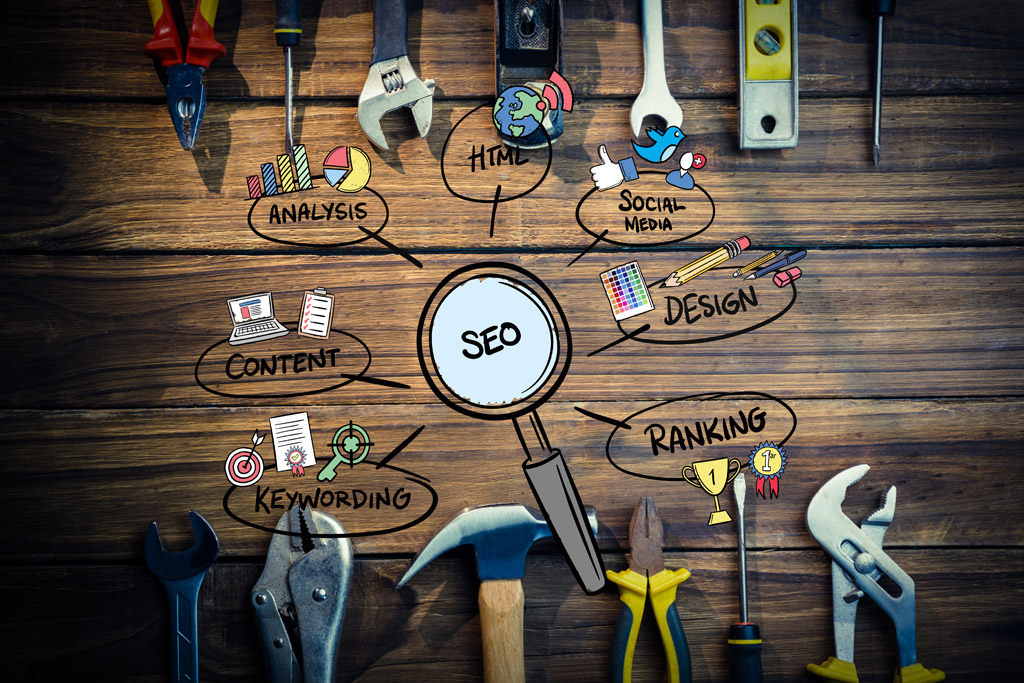 HTML
ANALYSIS
SOCIAL
MEDIA
DESIGN
SEO
CONTENT
RANKING
KEYWORDING
1
1st